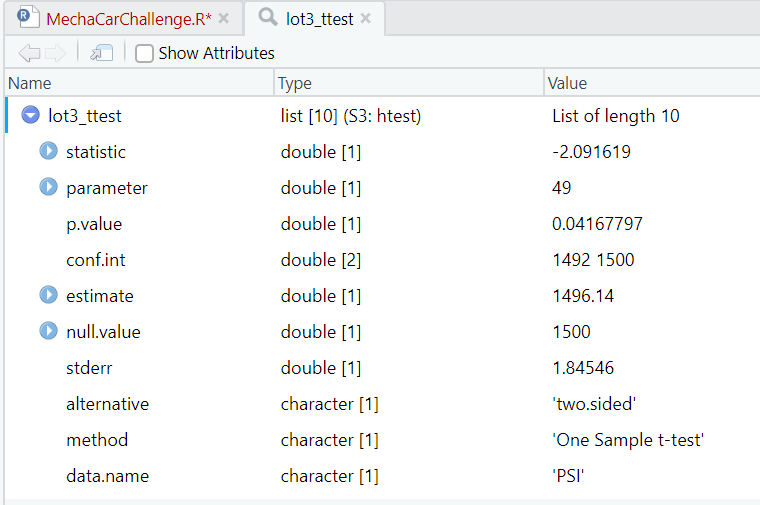 R MechaCarChallenge.R* lot3_ttest
Show Attributes
Name Type Value
lot3_ttest list [10] (S3: htest) List of length 10
statistic double [1] -2.091619
parameter double [1] 49
p.value double [1] 0.04167797
conf.int double [2] 1492 1500
estimate double [1] 1496.14
null.value double [1] 1500
stderr double [1] 1.84546
alternative character [1] 'two.sided'
method character [1] 'One Sample t-test'
data.name character [1] 'PSI'